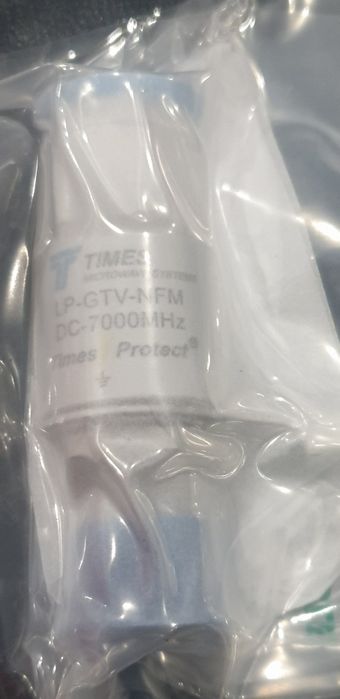 TIMES
MICROWAVE SYSTEMS
LP-GTV-NFM
DC-7000MHz
Times Protect®